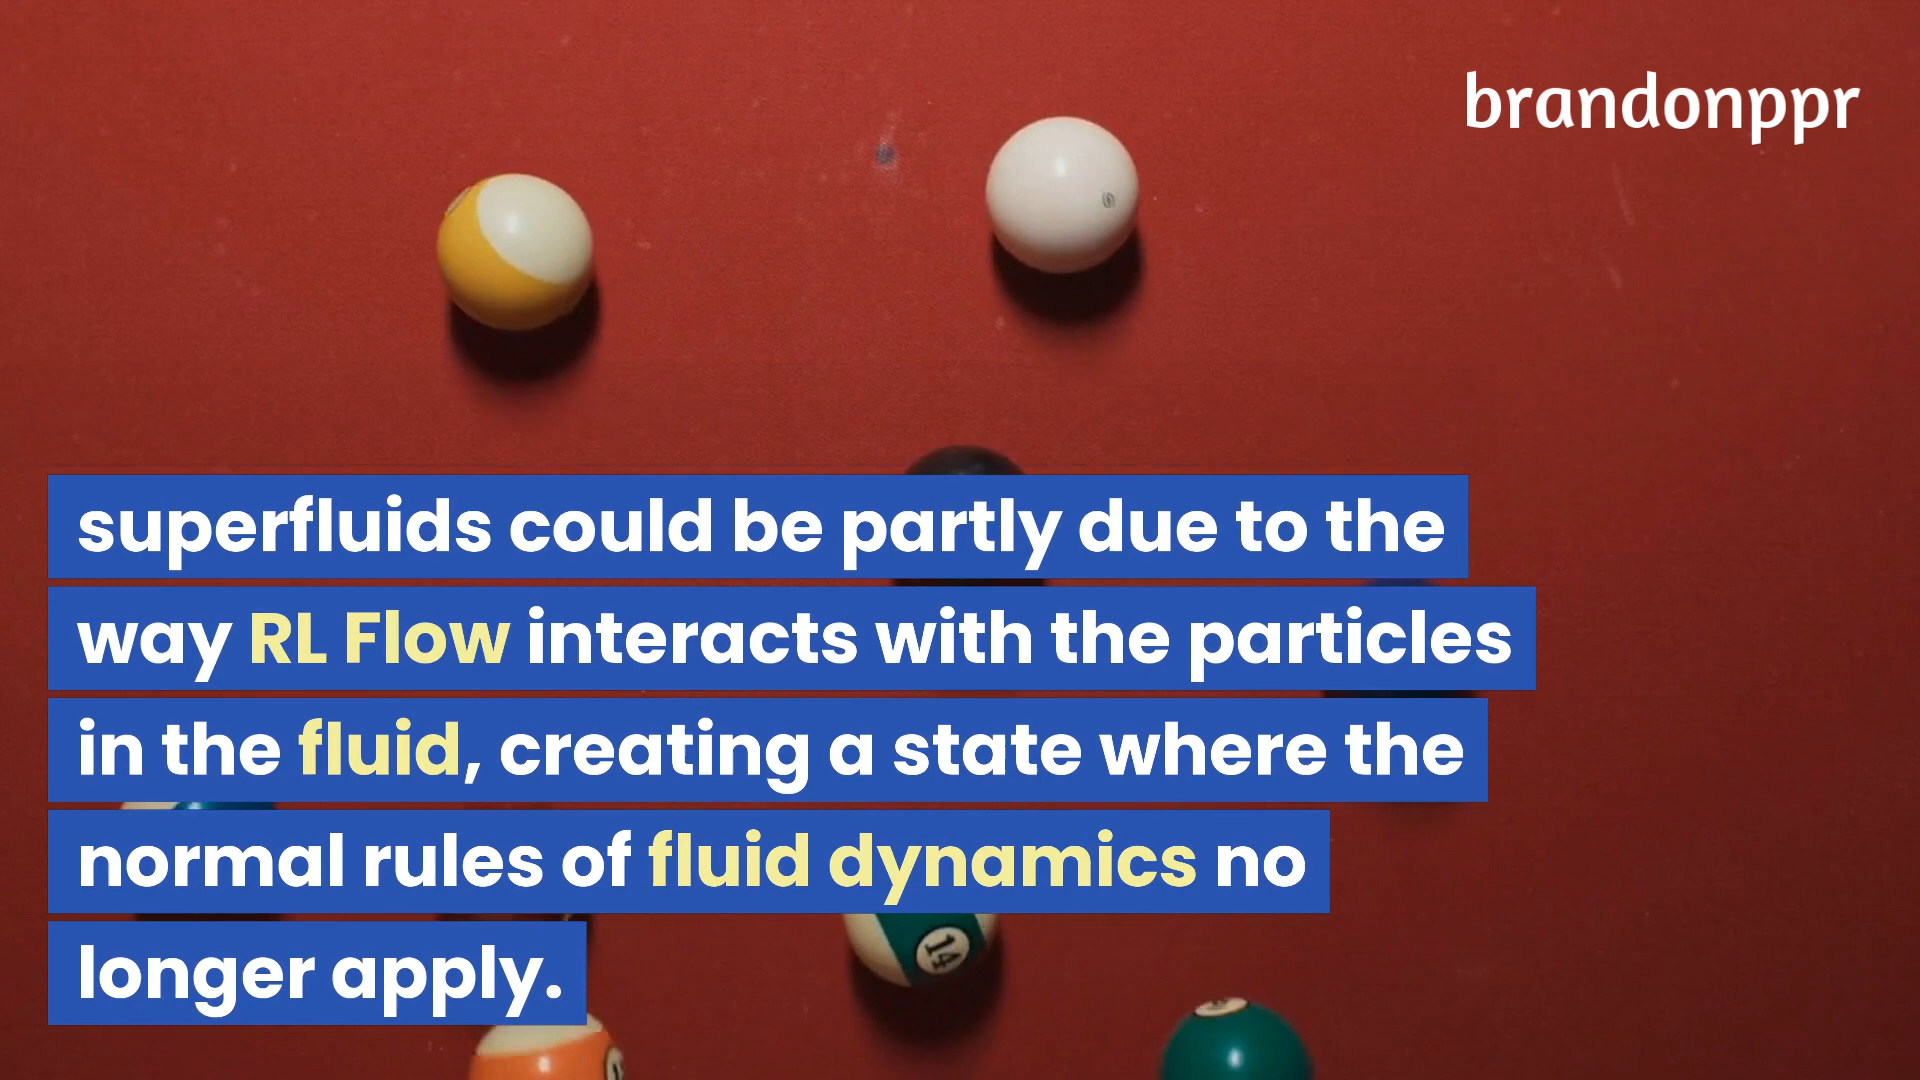 brandonppr
superfluids could be partly due to the
way RL Flow interacts with the particles
in the fluid, creating a state where the
normal rules of fluid dynamics no
longer apply.
14